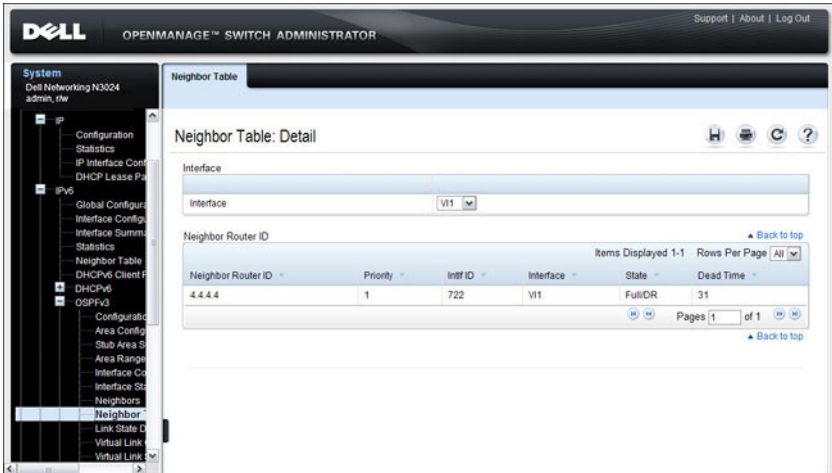 Support | About | Log Out
DELL
OPENMANAGE™ SWITCH ADMINISTRATOR
System
Dell Networking N3024
admin, r/w
IP
Configuration
Statistics
IP Interface Conf
DHCP Lease Pa
IPv6
Global Configura
Interface Configu
Interface Summa
Statistics
Neighbor Table
DHCPv6 Client P
DHCPv6
OSPFv3
Configuratio
Area Config
Stub Area S
Area Range
Interface Co
Interface Sta
Neighbors
Neighbor T
Link State D
Virtual Link
Virtual Link S
Neighbor Table
Neighbor Table: Detail
Interface
Interface Vl1
Neighbor Router ID
Back to top
Items Displayed 1-1 Rows Per Page All
Neighbor Router ID Priority Intif ID Interface State Dead Time
4.4.4.4 1 722 Vl1 Full/DR 31
Pages 1 of 1
Back to top